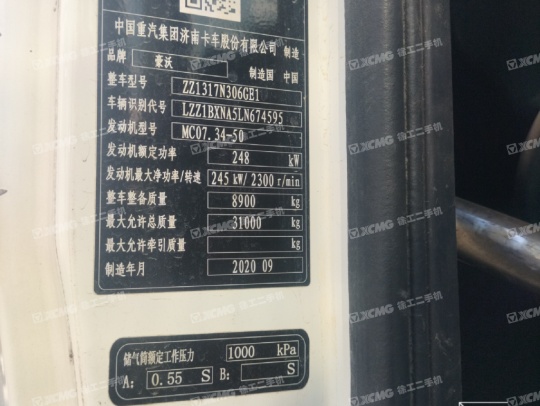 中国重汽集团济南卡车股份有限公司 制造
品牌 豪沃 制造国 中国
整车型号 ZZ1317N306GE1
车辆识别代号 LZZ1BXNA5LN674595
发动机型号 MC07.34-50
发动机额定功率 248 kW
发动机最大净功率/转速 245 kW/ 2300 r/min
整车整备质量 8900 kg
最大允许总质量 31000 kg
最大允许牵引质量 kg
制造年月 2020 09
储气筒额定工作压力 1000 kPa
A: 0.55 S B: S
XCMG 徐工二手机